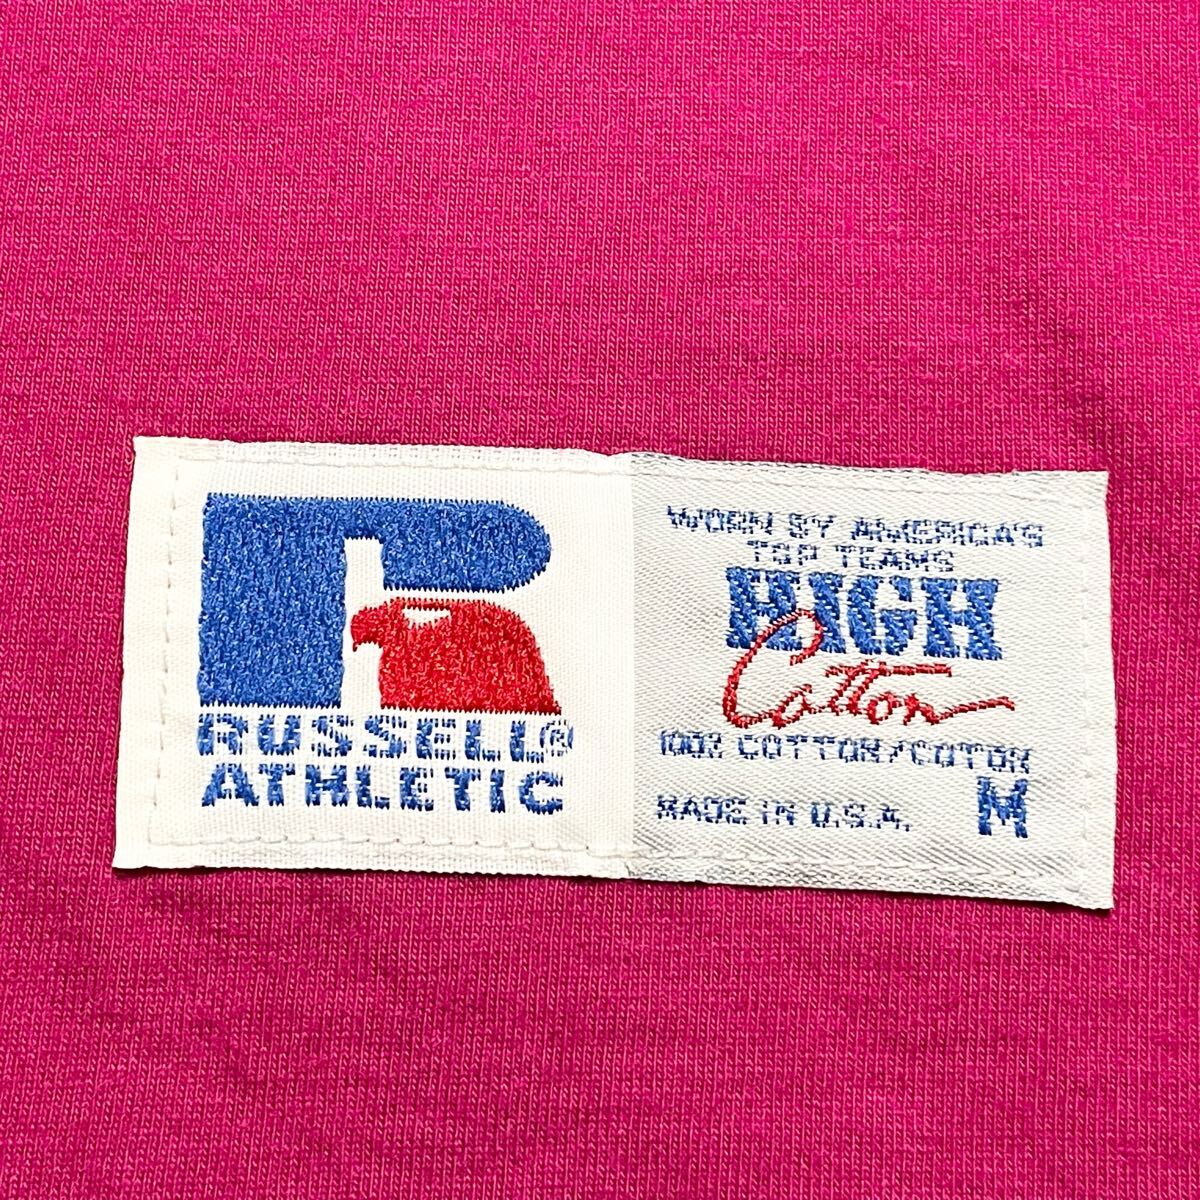 R
RUSSELL®
ATHLETIC
WORN BY AMERICA'S
TOP TEAMS
HIGH
Cotton
100% COTTON/COTON
MADE IN U.S.A. M